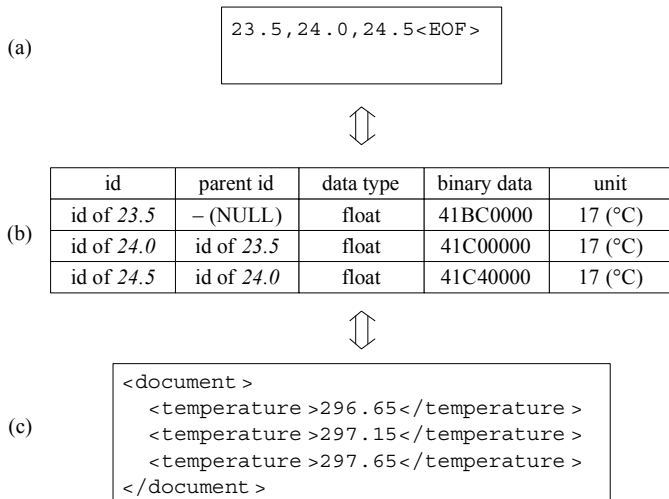 (a)
23.5,24.0,24.5<EOF>
(b)
id parent id data type binary data unit
id of 23.5 – (NULL) float 41BC0000 17 (°C)
id of 24.0 id of 23.5 float 41C00000 17 (°C)
id of 24.5 id of 24.0 float 41C40000 17 (°C)
(c)
<document >
<temperature >296.65</temperature >
<temperature >297.15</temperature >
<temperature >297.65</temperature >
</document >